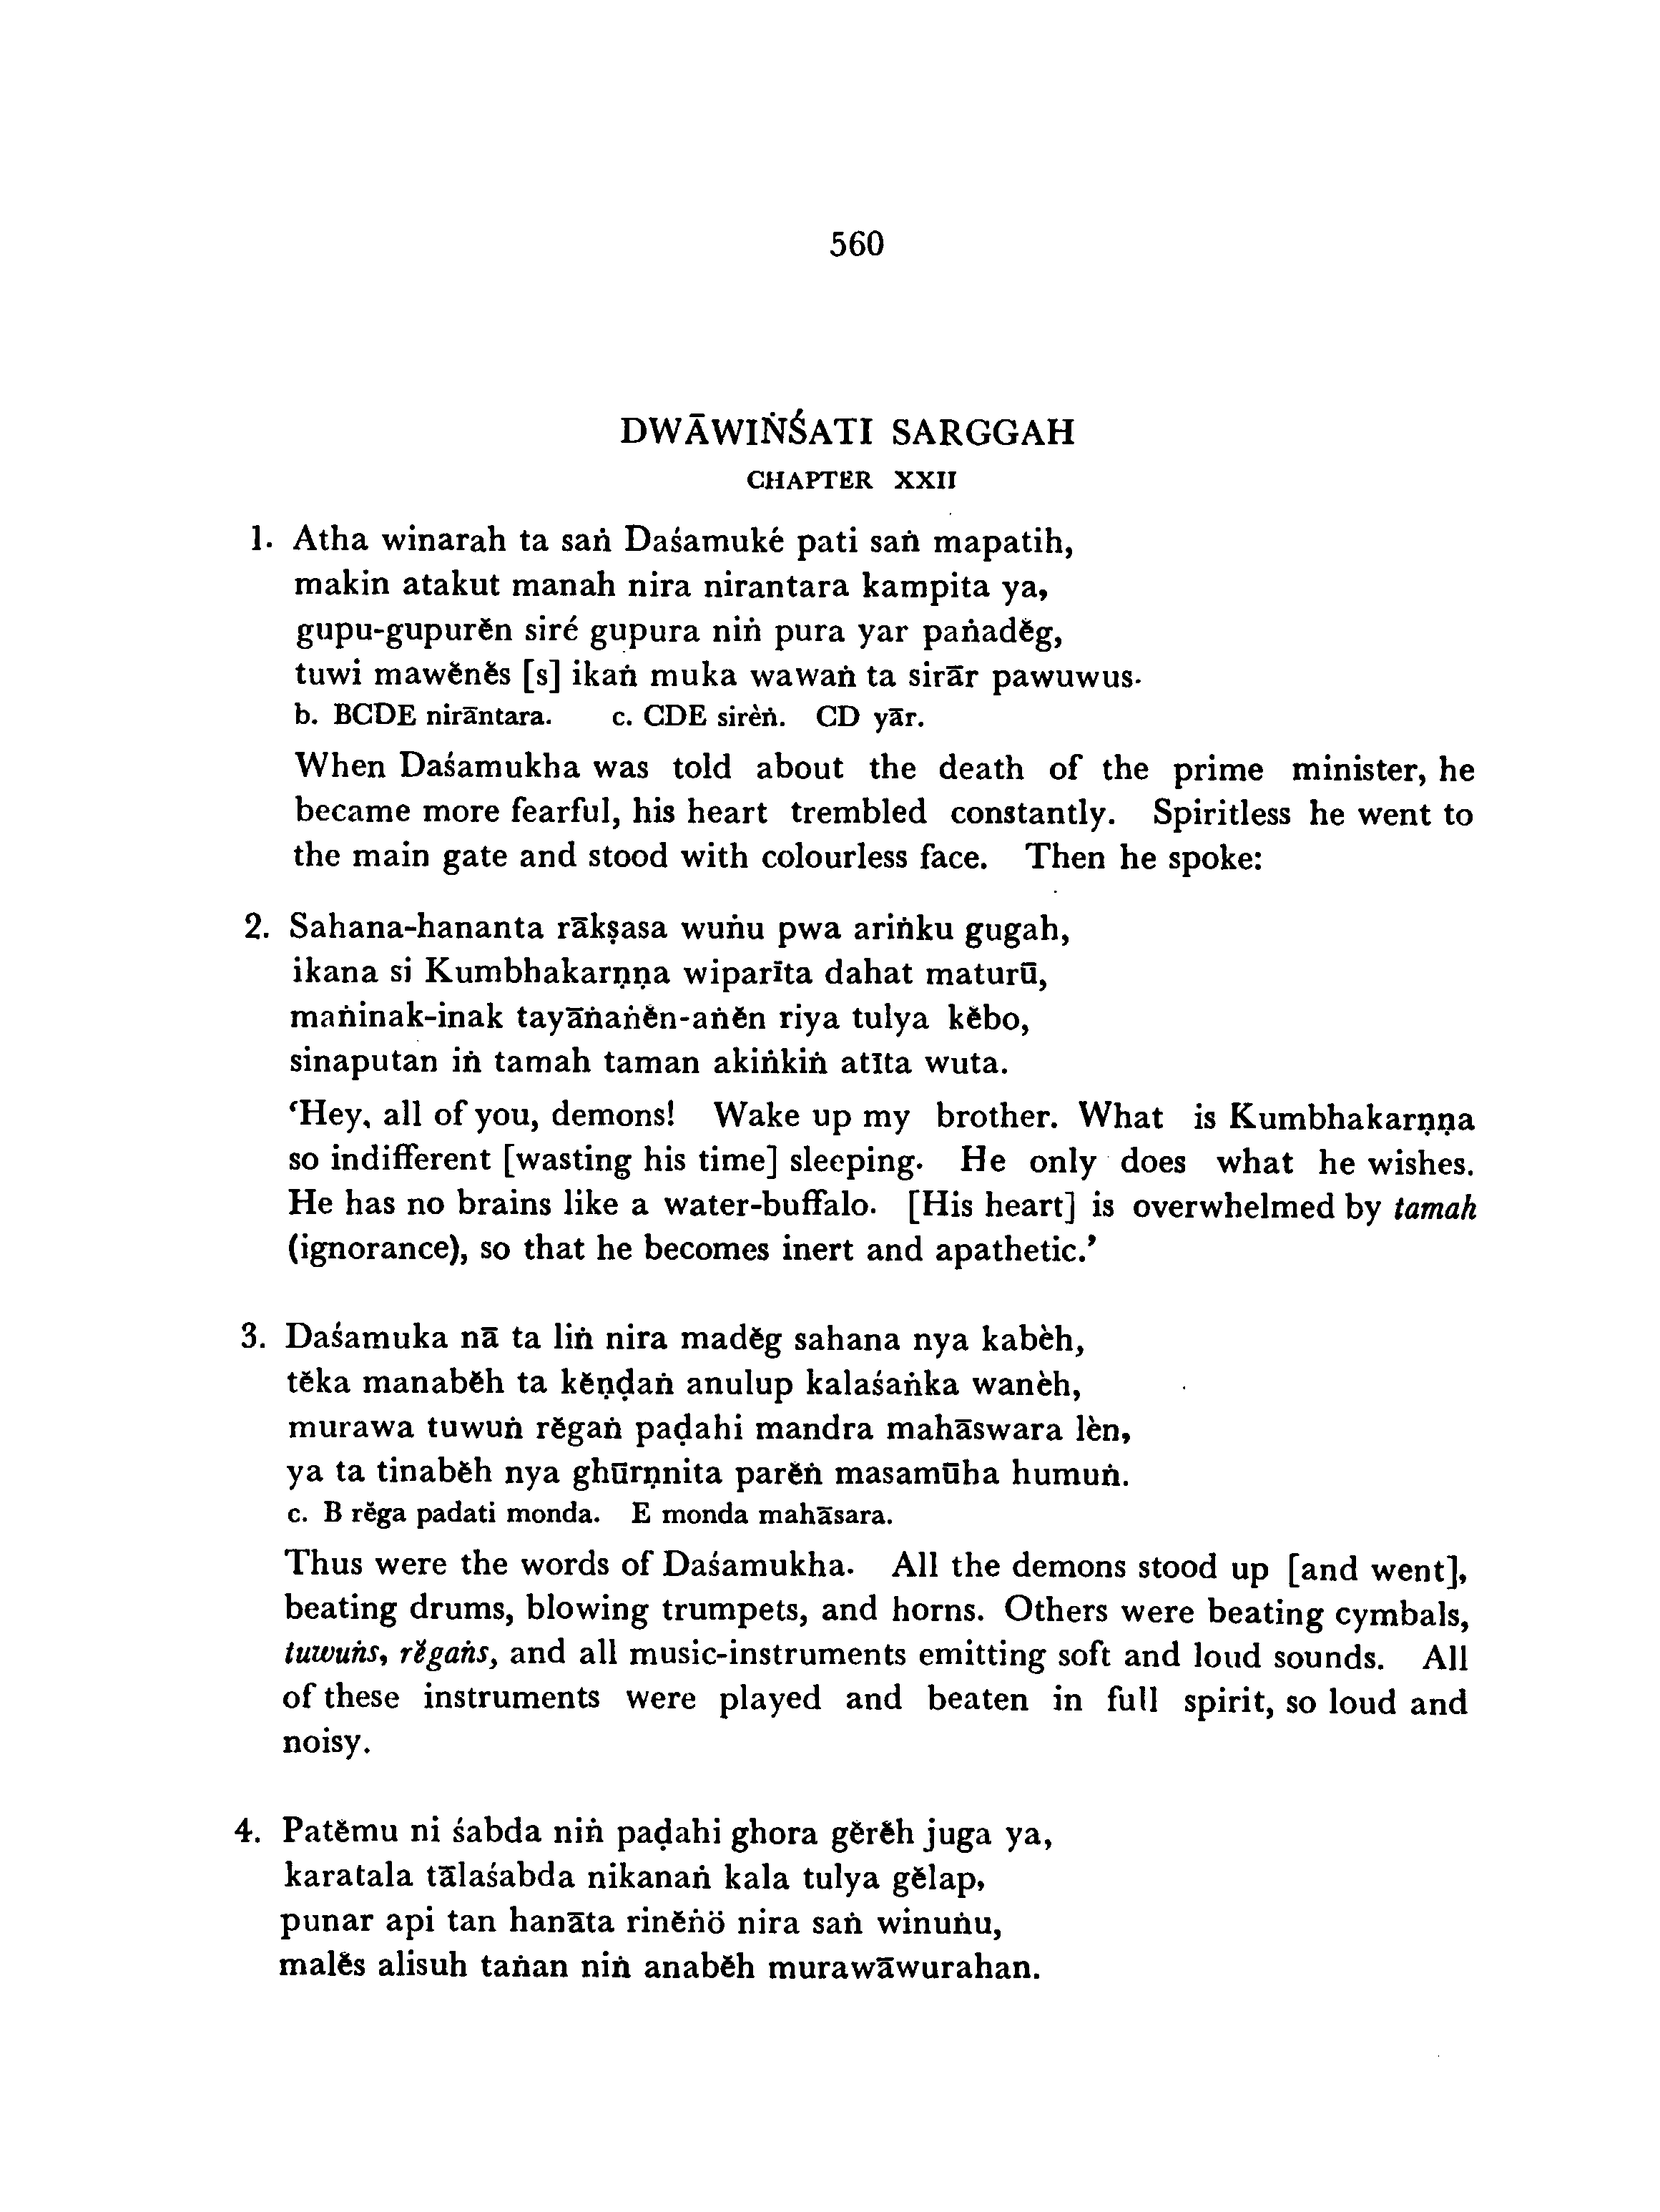 560
DWĀWIṄŚATI SARGGAH
CHAPTER XXII
1. Atha winarah ta saṅ Daśamuké pati saṅ mapatih,
makin atakut manah nira nirantara kampita ya,
gupu-gupurĕn siré gupura niṅ pura yar paṅadĕg,
tuwi mawĕnĕs [s] ikaṅ muka wawaṅ ta sirār pawuwus.
b. BCDE nirāntara. c. CDE sirèṅ. CD yār.
When Daśamukha was told about the death of the prime minister, he
became more fearful, his heart trembled constantly. Spiritless he went to
the main gate and stood with colourless face. Then he spoke:
2. Sahana-hananta rākṣasa wuṅu pwa ariṅku gugah,
ikana si Kumbhakarṇṇa wiparīta dahat maturū,
maṅinak-inak tayāṅaṅĕn-aṅĕn riya tulya kĕbo,
sinaputan iṅ tamah taman akiṅkiṅ atīta wuta.
‘Hey, all of you, demons! Wake up my brother. What is Kumbhakarṇṇa
so indifferent [wasting his time] sleeping. He only does what he wishes.
He has no brains like a water-buffalo. [His heart] is overwhelmed by tamah
(ignorance), so that he becomes inert and apathetic.’
3. Daśamuka nā ta liṅ nira madĕg sahana nya kabèh,
tĕka manabĕh ta kĕṇḍaṅ anulup kalaśaṅka wanèh,
murawa tuwuṅ rĕgaṅ paḍahi mandra mahāswara lèn,
ya ta tinabĕh nya ghūrṇnita parĕṅ masamūha humuṅ.
c. B rĕga padati monda. E monda mahāsara.
Thus were the words of Daśamukha. All the demons stood up [and went],
beating drums, blowing trumpets, and horns. Others were beating cymbals,
tuwuṅs, rĕgaṅs, and all music-instruments emitting soft and loud sounds. All
of these instruments were played and beaten in full spirit, so loud and
noisy.
4. Patĕmu ni śabda niṅ paḍahi ghora gĕrĕh juga ya,
karatala tālaśabda nikanaṅ kala tulya gĕlap,
punar api tan hanāta rinĕṅö nira saṅ winuṅu,
malĕs alisuh taṅan niṅ anabĕh murawāwurahan.